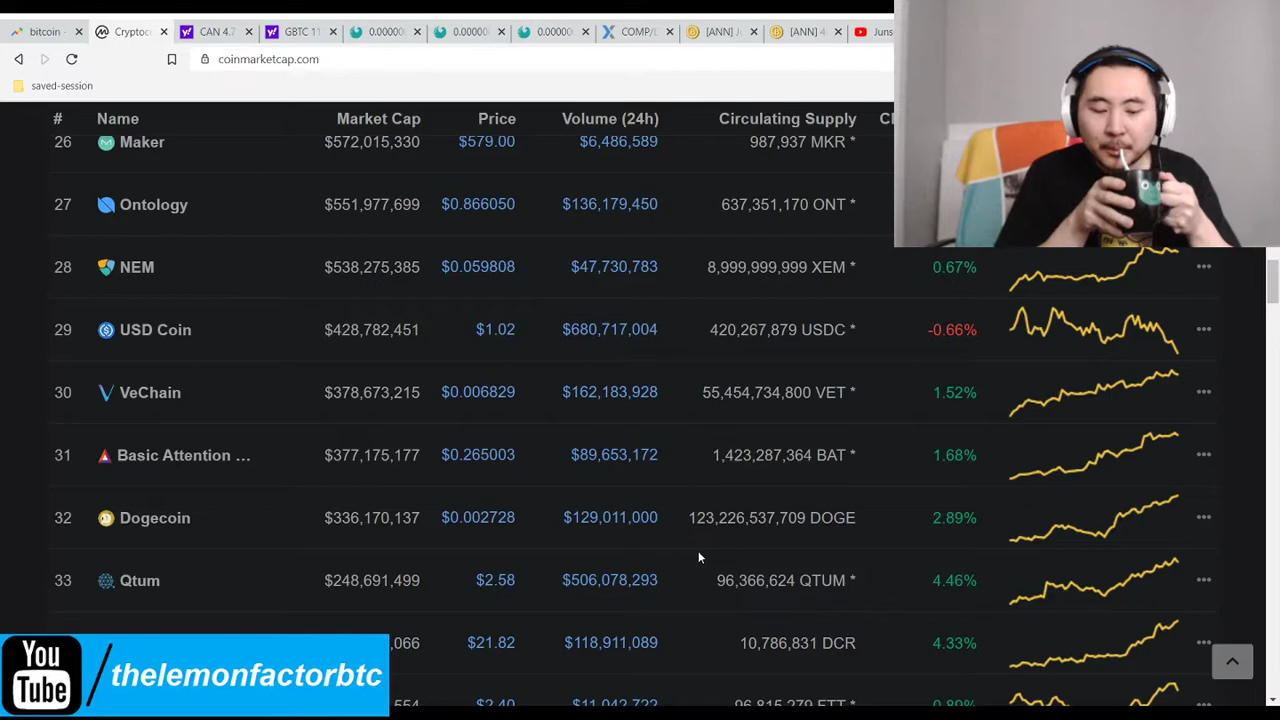 bitcoin
Cryptoc
CAN 4.7
GBTC 11
0.00000
0.00000
0.00000
COMP/
[ANN] J
[ANN] 4
Juns
coinmarketcap.com
saved-session
# Name Market Cap Price Volume (24h) Circulating Supply
26 Maker $572,015,330 $579.00 $6,486,589 987,937 MKR *
27 Ontology $551,977,699 $0.866050 $136,179,450 637,351,170 ONT *
28 NEM $538,275,385 $0.059808 $47,730,783 8,999,999,999 XEM * 0.67%
29 USD Coin $428,782,451 $1.02 $680,717,004 420,267,879 USDC * -0.66%
30 VeChain $378,673,215 $0.006829 $162,183,928 55,454,734,800 VET * 1.52%
31 Basic Attention ... $377,175,177 $0.265003 $89,653,172 1,423,287,364 BAT * 1.68%
32 Dogecoin $336,170,137 $0.002728 $129,011,000 123,226,537,709 DOGE 2.89%
33 Qtum $248,691,499 $2.58 $506,078,293 96,366,624 QTUM * 4.46%
066 $21.82 $118,911,089 10,786,831 DCR 4.33%
You
Tube
/thelemonfactorbtc